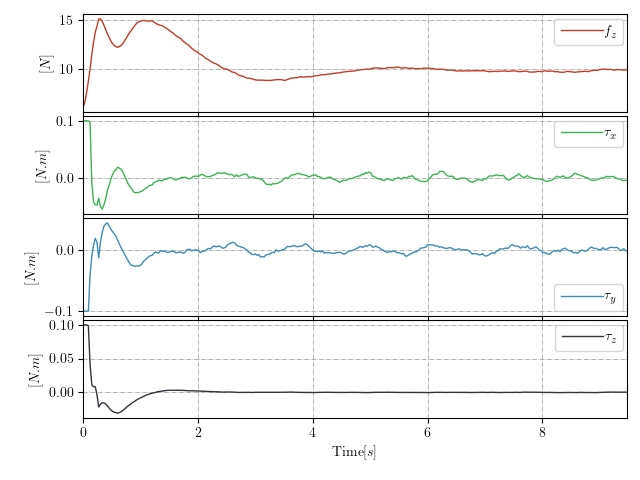 15
10
[N]
f_z
0.1
0.0
[N.m]
τ_x
0.0
−0.1
[N.m]
τ_y
0.10
0.05
0.00
[N.m]
τ_z
0 2 4 6 8
Time[s]